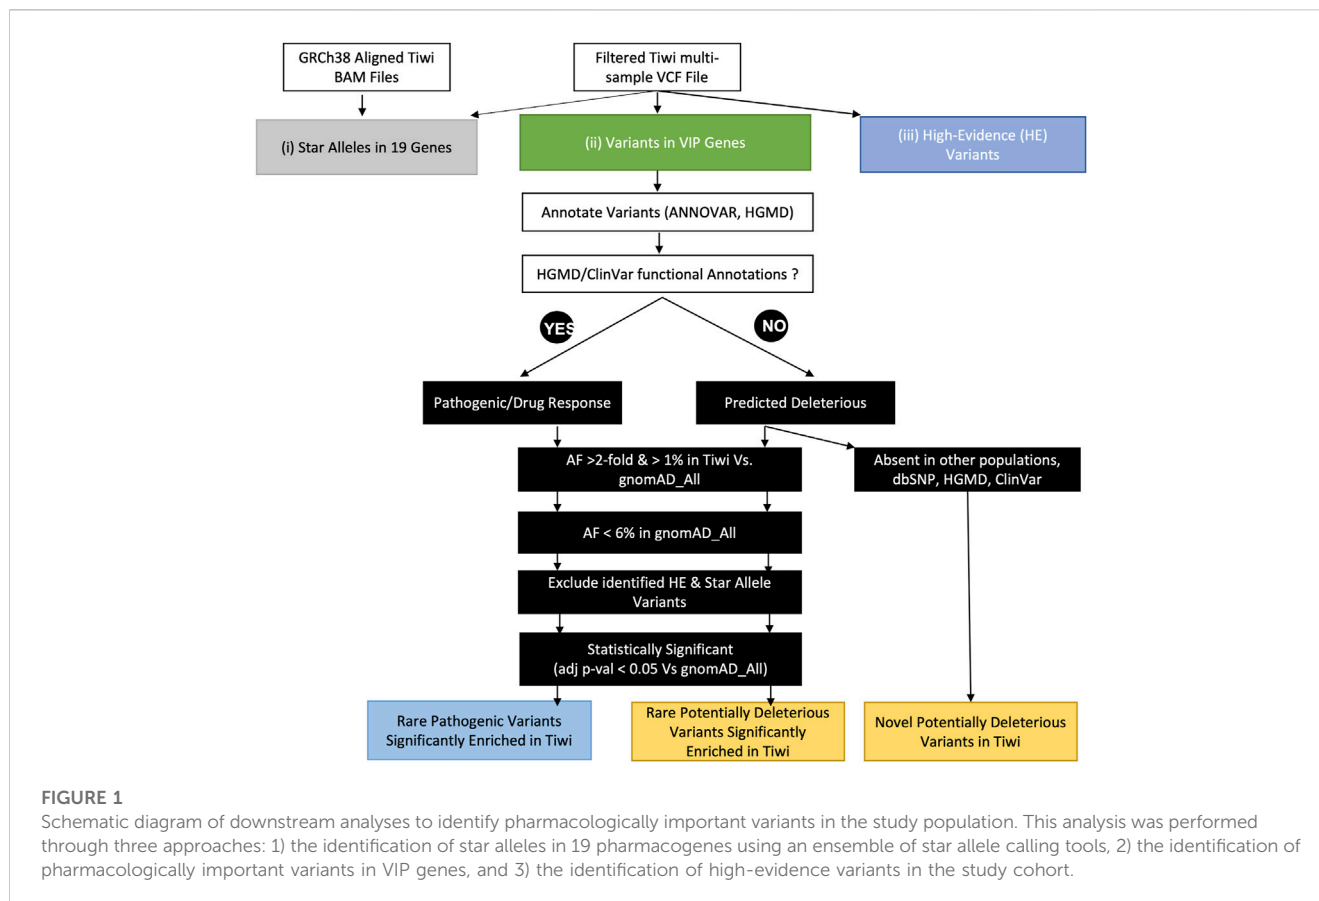 GRCh38 Aligned Tiwi
BAM Files
Filtered Tiwi multi-
sample VCF File
(i) Star Alleles in 19 Genes
(ii) Variants in VIP Genes
(iii) High-Evidence (HE)
Variants
Annotate Variants (ANNOVAR, HGMD)
HGMD/ClinVar functional Annotations ?
YES
NO
Pathogenic/Drug Response
Predicted Deleterious
AF >2-fold & > 1% in Tiwi Vs.
gnomAD_All
Absent in other populations,
dbSNP, HGMD, ClinVar
AF < 6% in gnomAD_All
Exclude identified HE & Star Allele
Variants
Statistically Significant
(adj p-val < 0.05 Vs gnomAD_All)
Rare Pathogenic Variants
Significantly Enriched in Tiwi
Rare Potentially Deleterious
Variants Significantly
Enriched in Tiwi
Novel Potentially Deleterious
Variants in Tiwi
FIGURE 1
Schematic diagram of downstream analyses to identify pharmacologically important variants in the study population. This analysis was performed
through three approaches: 1) the identification of star alleles in 19 pharmacogenes using an ensemble of star allele calling tools, 2) the identification of
pharmacologically important variants in VIP genes, and 3) the identification of high-evidence variants in the study cohort.